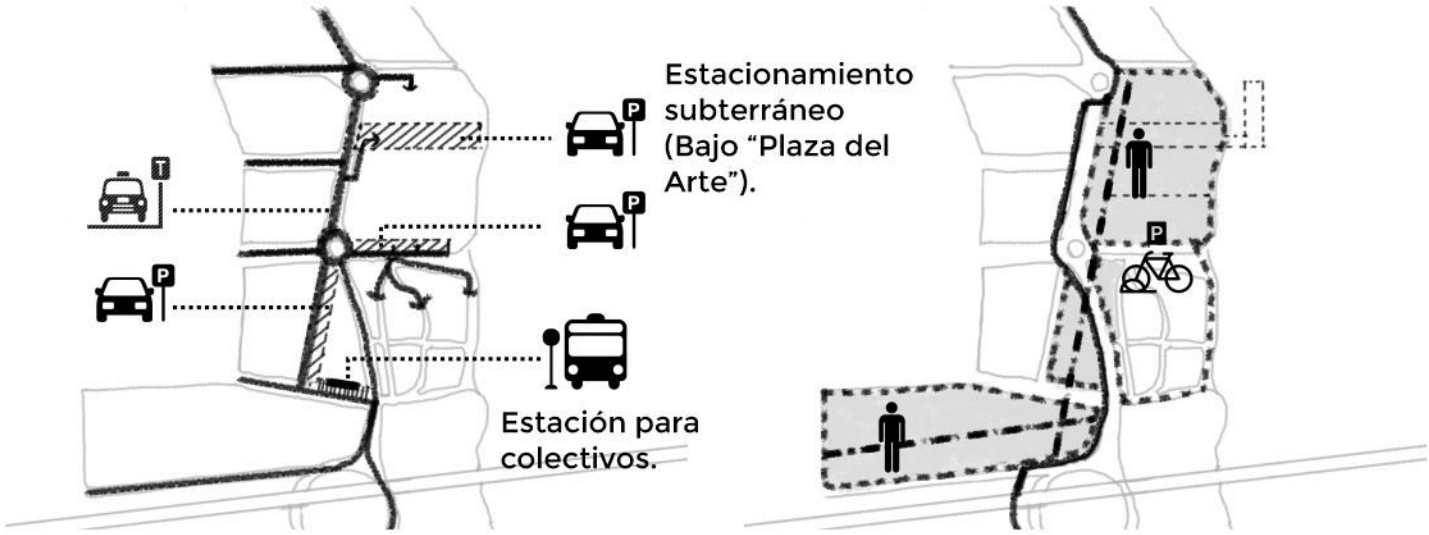 Estacionamiento
subterráneo
(Bajo “Plaza del
Arte”).
P
T
P
P
P
Estación para
colectivos.